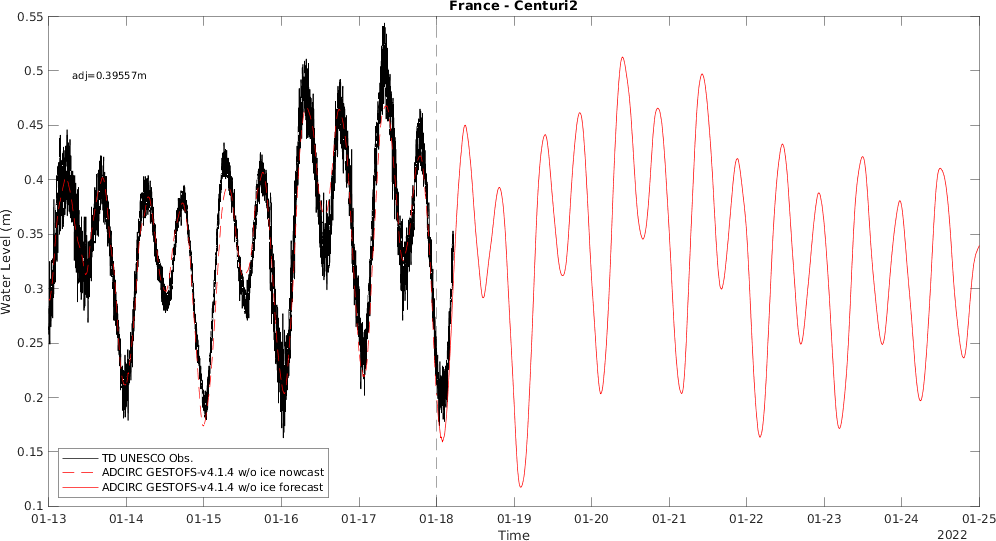 France - Centuri2
0.55
0.5
0.45
0.4
0.35
0.3
0.25
0.2
0.15
0.1
Water Level (m)
adj=0.39557m
TD UNESCO Obs.
ADCIRC GESTOFS-v4.1.4 w/o ice nowcast
ADCIRC GESTOFS-v4.1.4 w/o ice forecast
01-13 01-14 01-15 01-16 01-17 01-18 01-19 01-20 01-21 01-22 01-23 01-24 01-25
Time
2022